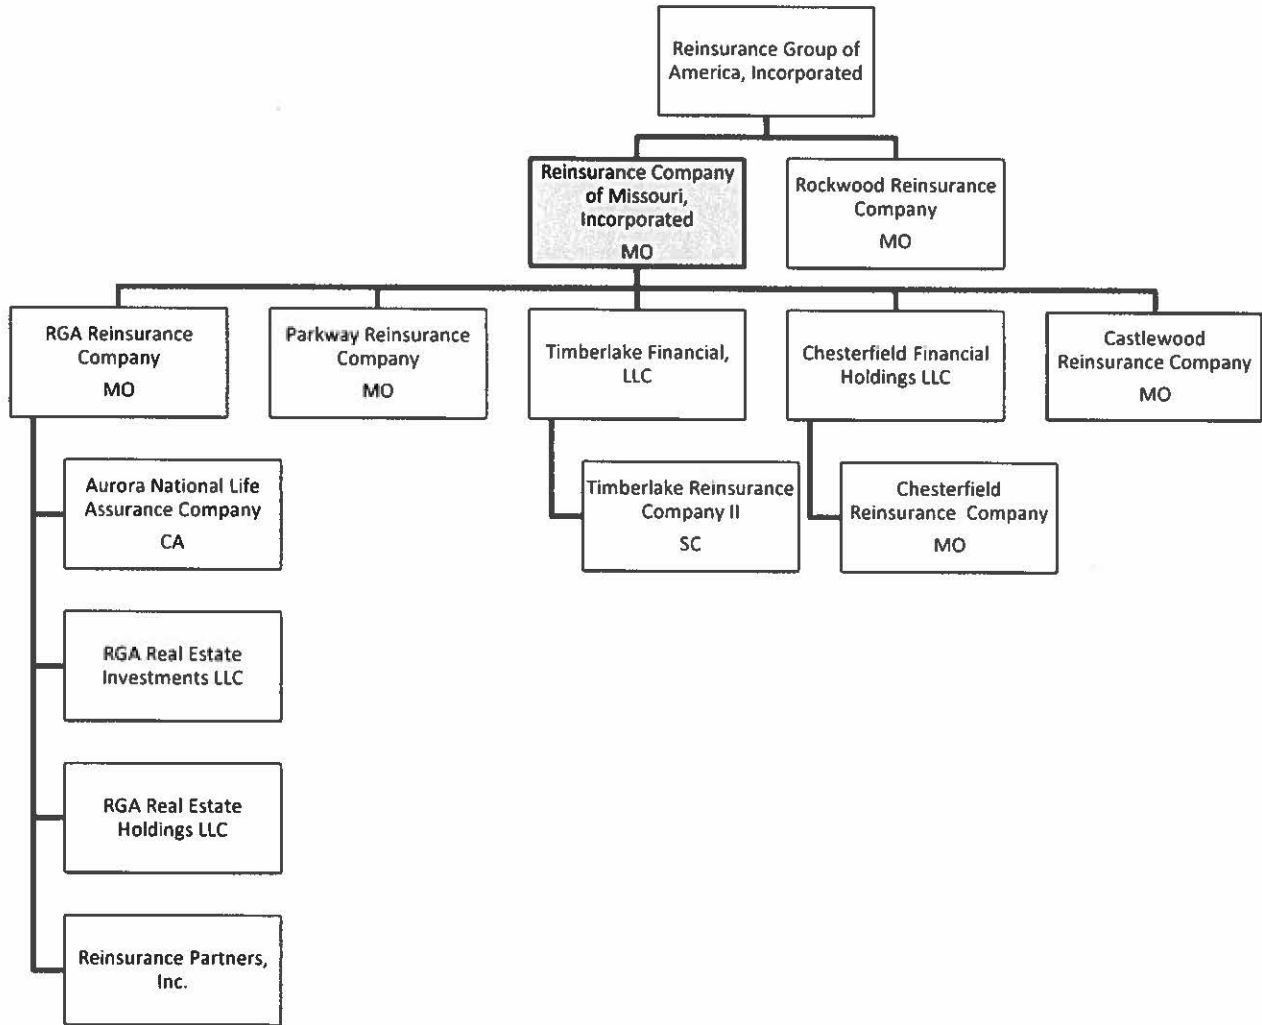 Reinsurance Group of
America, Incorporated
Reinsurance Company
of Missouri,
Incorporated
MO
Rockwood Reinsurance
Company
MO
RGA Reinsurance
Company
MO
Parkway Reinsurance
Company
MO
Timberlake Financial,
LLC
Chesterfield Financial
Holdings LLC
Castlewood
Reinsurance Company
MO
Aurora National Life
Assurance Company
CA
Timberlake Reinsurance
Company II
SC
Chesterfield
Reinsurance Company
MO
RGA Real Estate
Investments LLC
RGA Real Estate
Holdings LLC
Reinsurance Partners,
Inc.